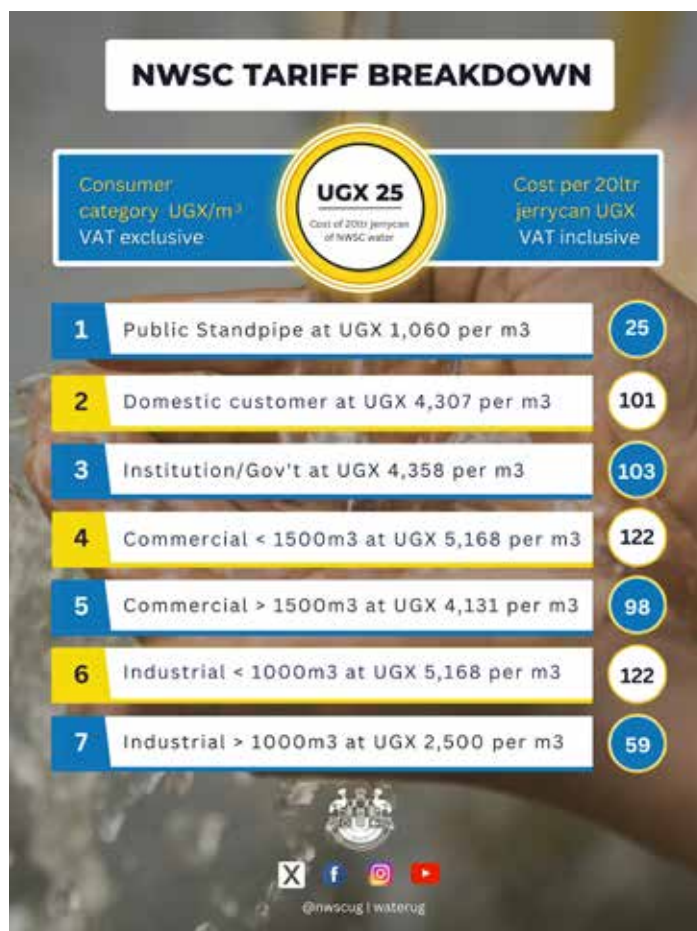 NWSC TARIFF BREAKDOWN
Consumer
category UGX/m³
VAT exclusive
UGX 25
Cost of 20ltr jerrycan
of NWSC water
Cost per 20ltr
jerrycan UGX
VAT inclusive
1 Public Standpipe at UGX 1,060 per m3 25
2 Domestic customer at UGX 4,307 per m3 101
3 Institution/Gov't at UGX 4,358 per m3 103
4 Commercial < 1500m3 at UGX 5,168 per m3 122
5 Commercial > 1500m3 at UGX 4,131 per m3 98
6 Industrial < 1000m3 at UGX 5,168 per m3 122
7 Industrial > 1000m3 at UGX 2,500 per m3 59
@nwscug | waterug